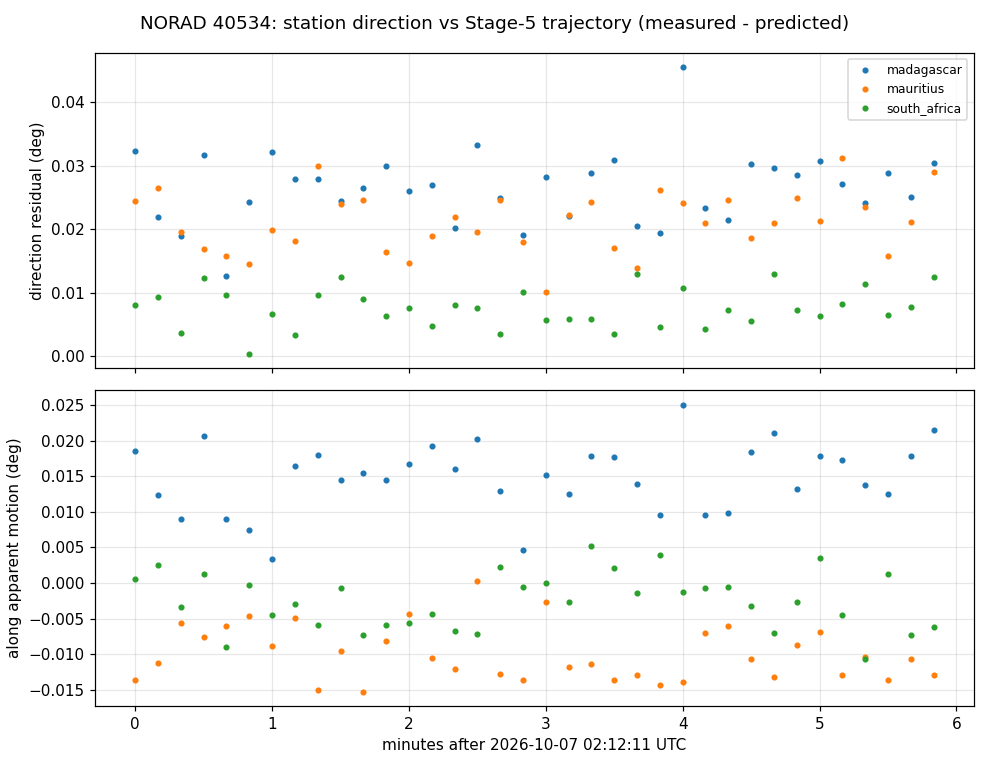 NORAD 40534: station direction vs Stage-5 trajectory (measured - predicted)
direction residual (deg)
0.04
0.03
0.02
0.01
0.00
madagascar
mauritius
south_africa
along apparent motion (deg)
0.025
0.020
0.015
0.010
0.005
0.000
−0.005
−0.010
−0.015
0 1 2 3 4 5 6
minutes after 2026-10-07 02:12:11 UTC